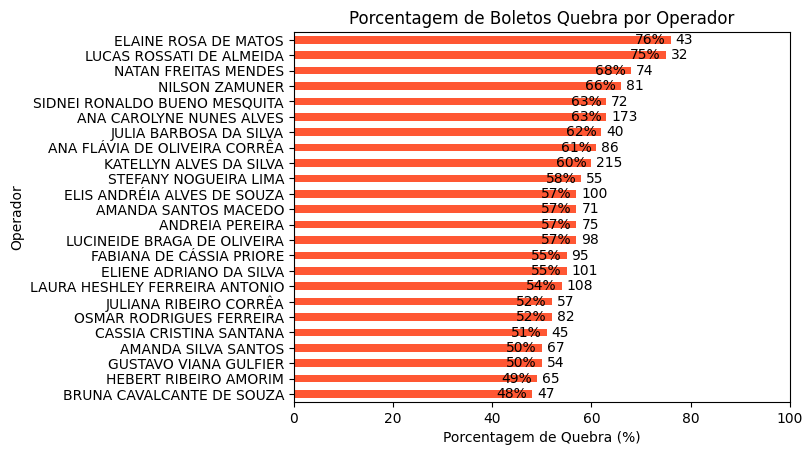 Porcentagem de Boletos Quebra por Operador
ELAINE ROSA DE MATOS 76% 43
LUCAS ROSSATI DE ALMEIDA 75% 32
NATAN FREITAS MENDES 68% 74
NILSON ZAMUNER 66% 81
SIDNEI RONALDO BUENO MESQUITA 63% 72
ANA CAROLYNE NUNES ALVES 63% 173
JULIA BARBOSA DA SILVA 62% 40
ANA FLÁVIA DE OLIVEIRA CORRÊA 61% 86
KATELLYN ALVES DA SILVA 60% 215
STEFANY NOGUEIRA LIMA 58% 55
ELIS ANDRÉIA ALVES DE SOUZA 57% 100
AMANDA SANTOS MACEDO 57% 71
ANDREIA PEREIRA 57% 75
LUCINEIDE BRAGA DE OLIVEIRA 57% 98
FABIANA DE CÁSSIA PRIORE 55% 95
ELIENE ADRIANO DA SILVA 55% 101
LAURA HESHLEY FERREIRA ANTONIO 54% 108
JULIANA RIBEIRO CORRÊA 52% 57
OSMAR RODRIGUES FERREIRA 52% 82
CASSIA CRISTINA SANTANA 51% 45
AMANDA SILVA SANTOS 50% 67
GUSTAVO VIANA GULFIER 50% 54
HEBERT RIBEIRO AMORIM 49% 65
BRUNA CAVALCANTE DE SOUZA 48% 47
Operador
0 20 40 60 80 100
Porcentagem de Quebra (%)